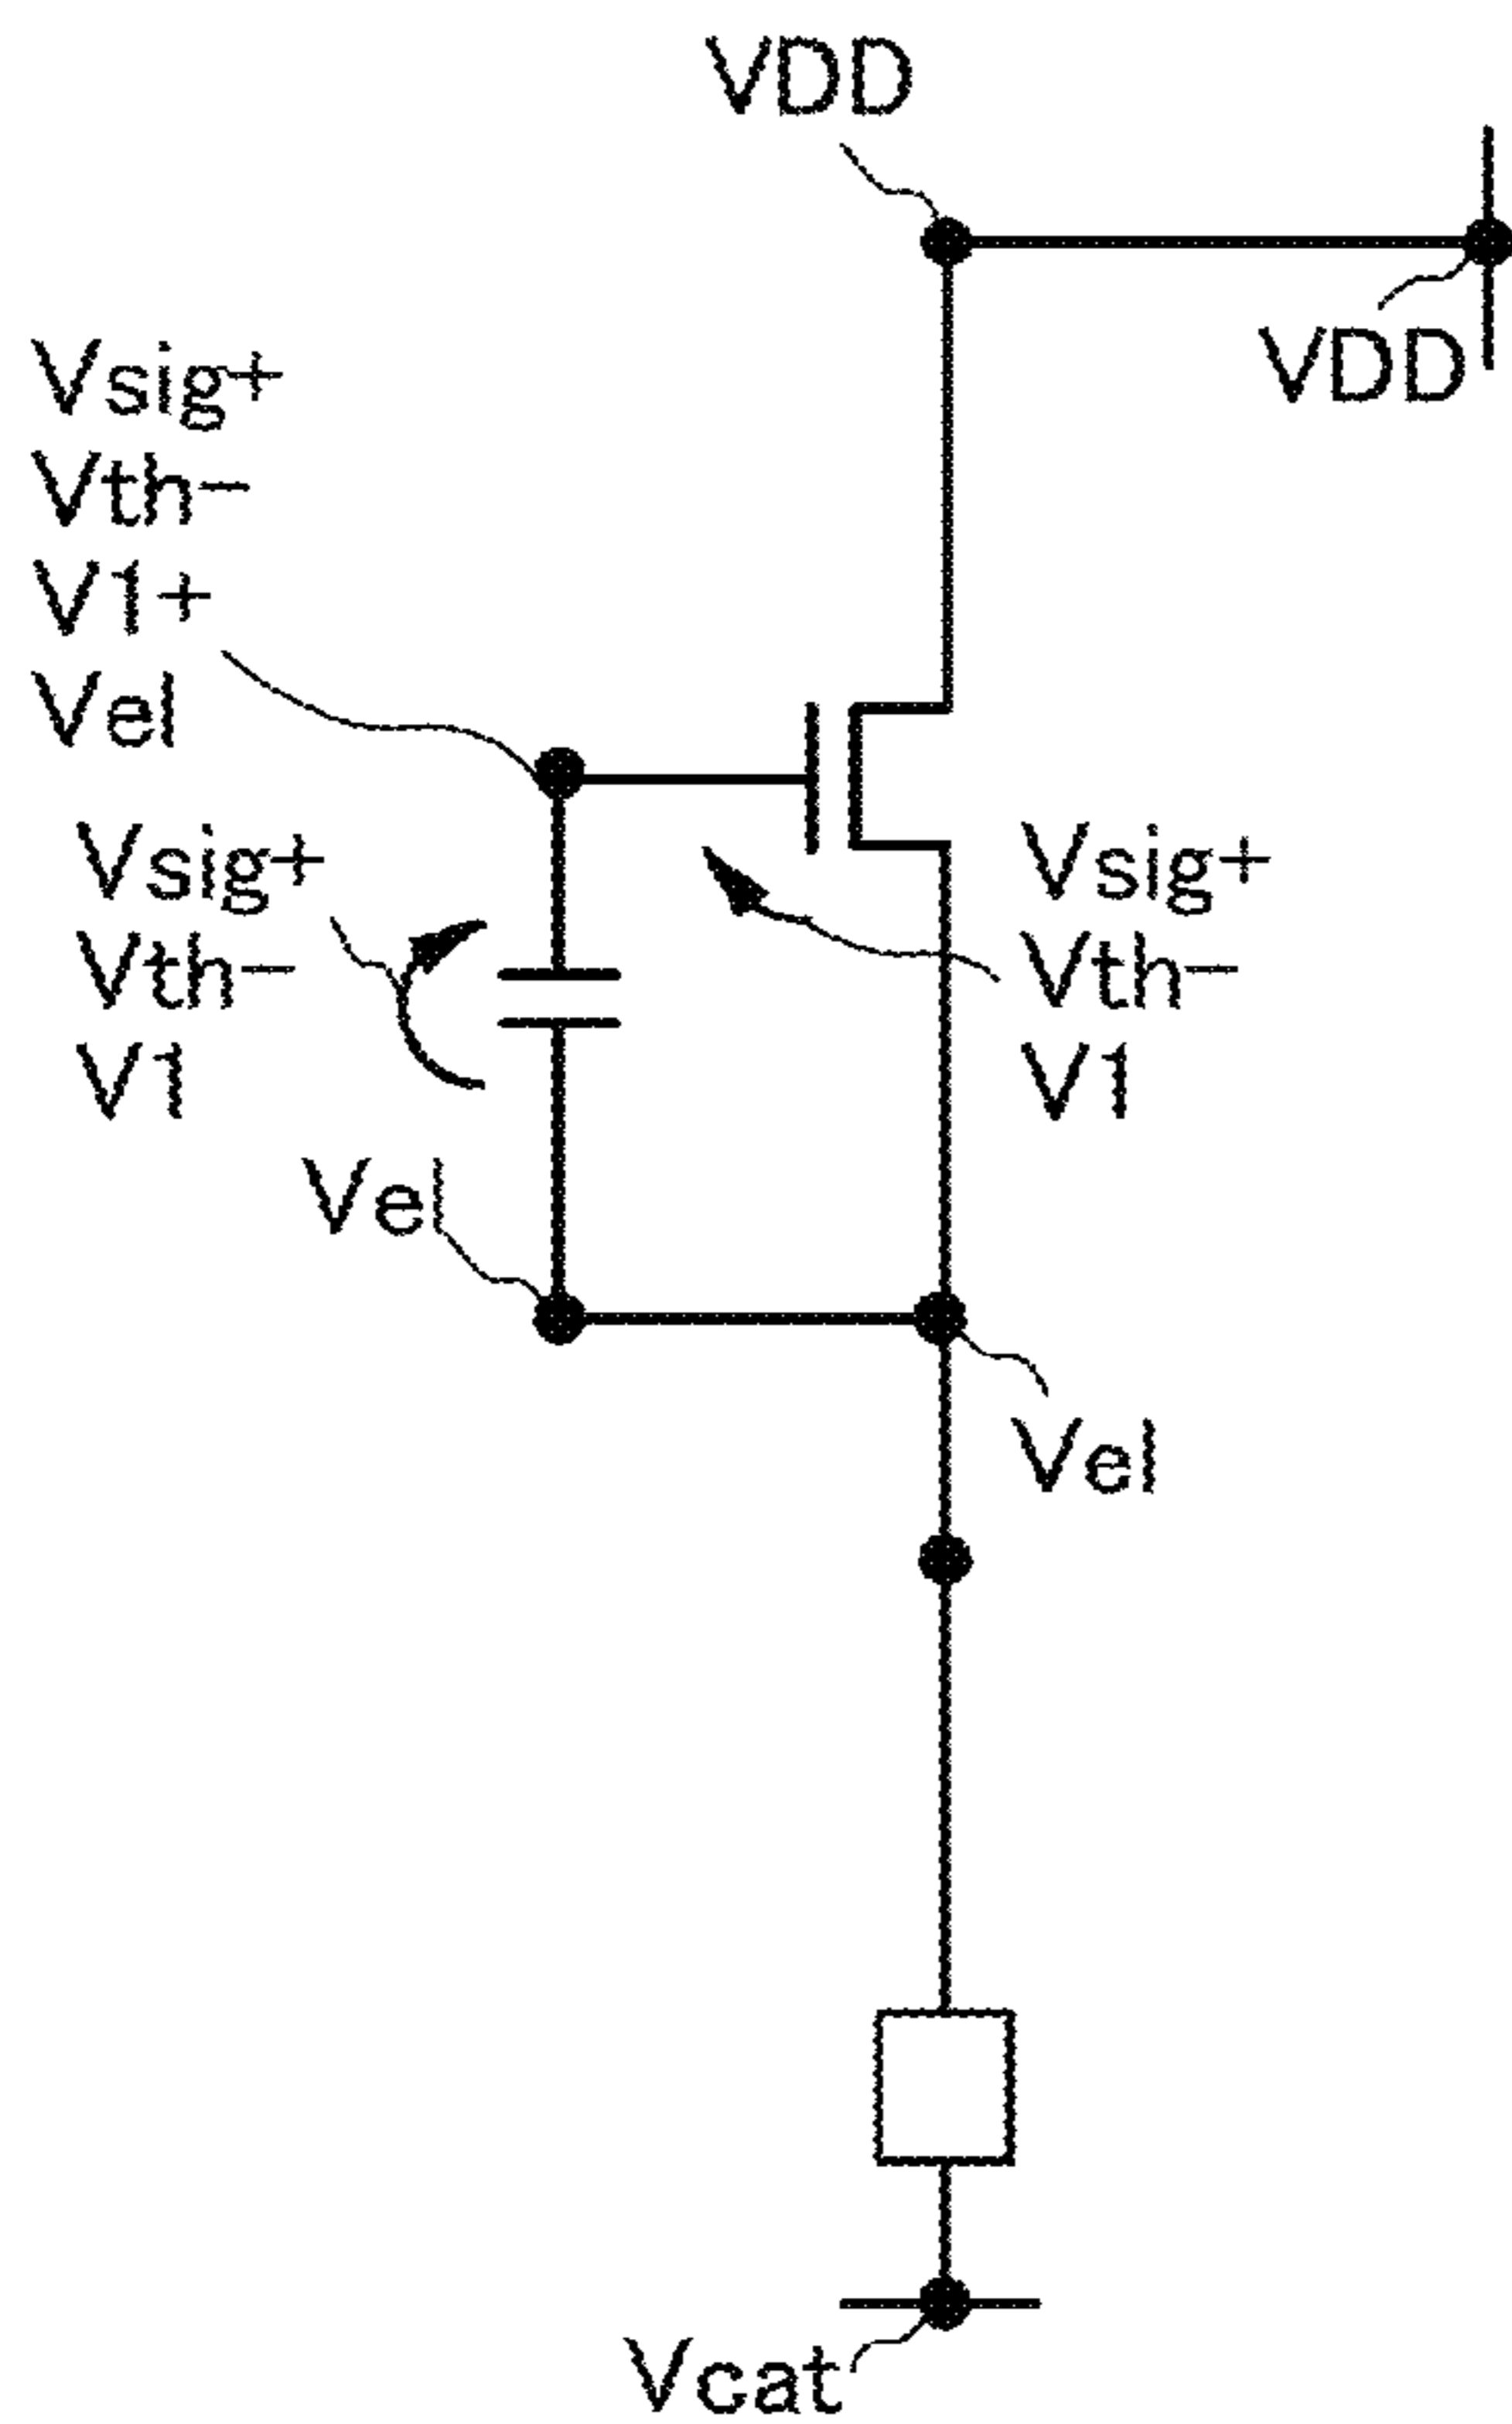 VDD
VDD
Vsig+
Vth−
V1+
Vel
Vsig+
Vth−
V1
Vsig+
Vth−
V1
Vel
Vel
Vcat